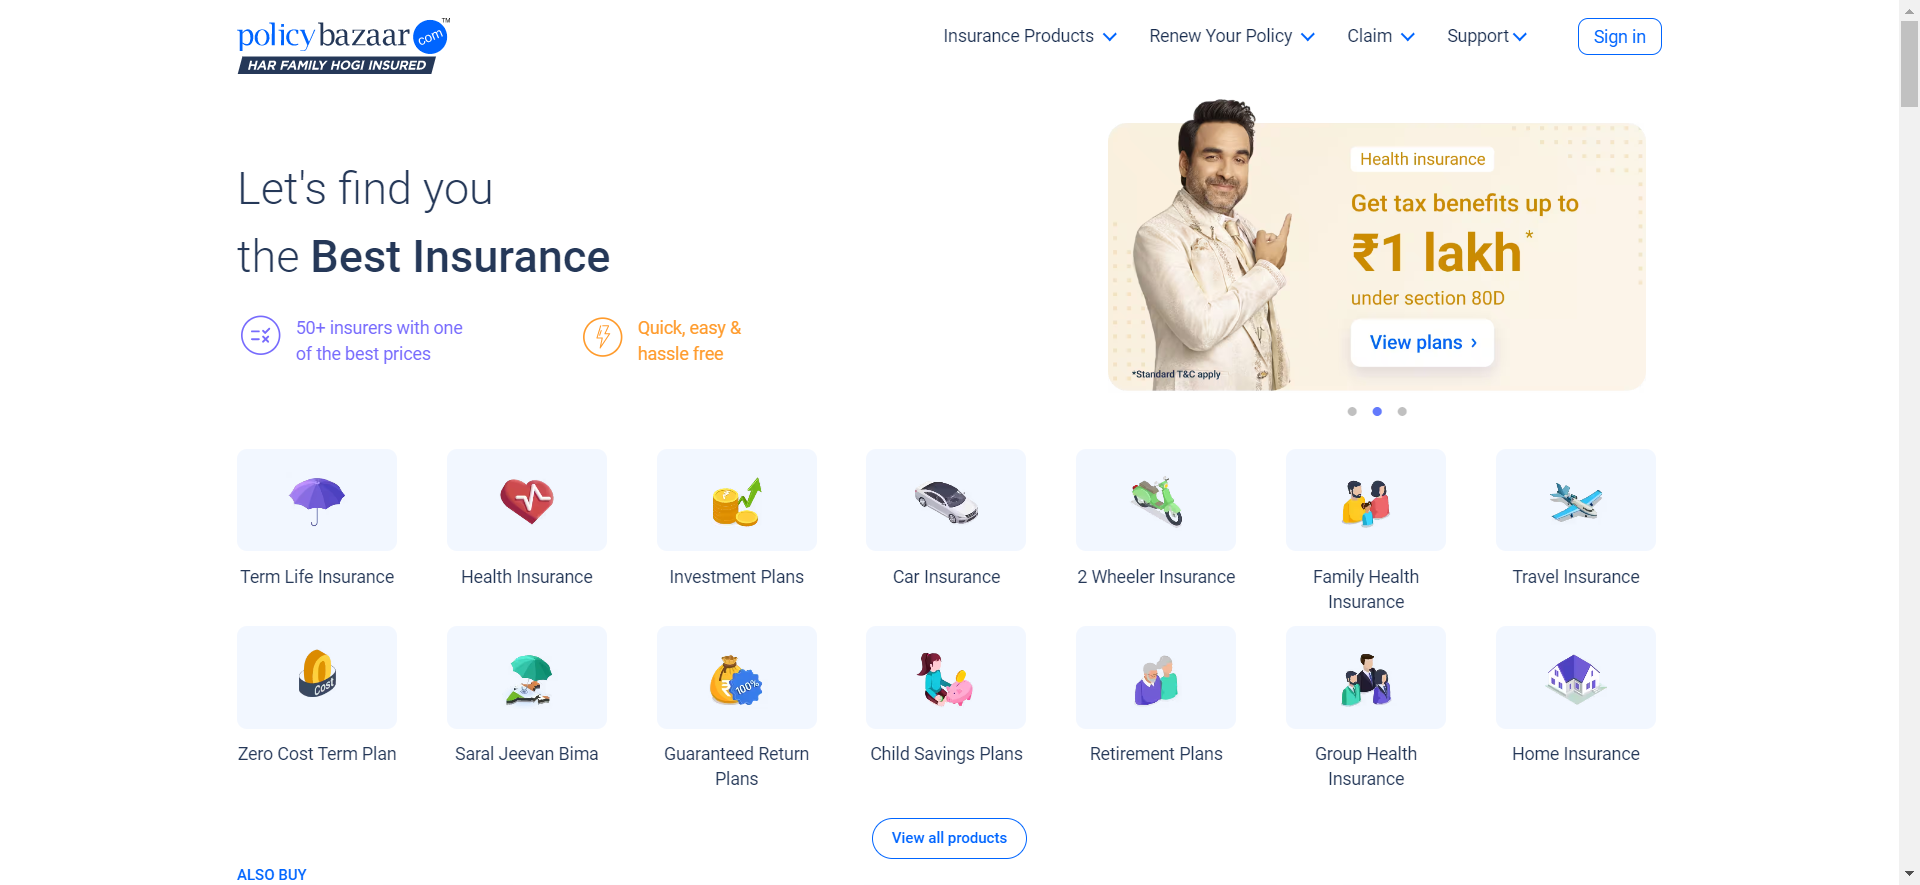 policybazaar com TM
HAR FAMILY HOGI INSURED
Insurance Products
Renew Your Policy
Claim
Support
Sign in
Let's find you
the Best Insurance
50+ insurers with one
of the best prices
Quick, easy &
hassle free
Health insurance
Get tax benefits up to
₹1 lakh*
under section 80D
View plans ›
*Standard T&C apply
Term Life Insurance
Health Insurance
Investment Plans
Car Insurance
2 Wheeler Insurance
Family Health
Insurance
Travel Insurance
Cost
100%
Zero Cost Term Plan
Saral Jeevan Bima
Guaranteed Return
Plans
Child Savings Plans
Retirement Plans
Group Health
Insurance
Home Insurance
View all products
ALSO BUY